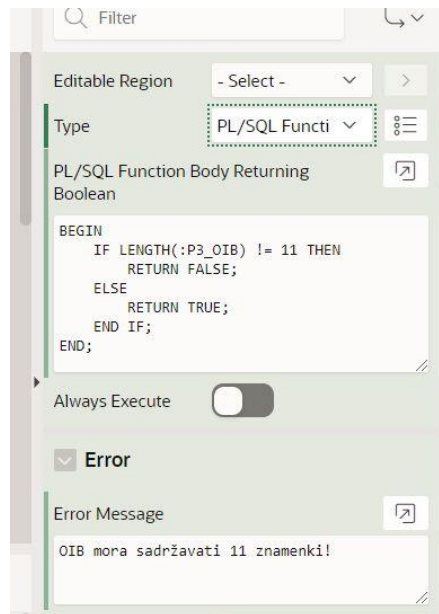 Filter
Editable Region - Select -
Type PL/SQL Functi
PL/SQL Function Body Returning
Boolean
BEGIN
IF LENGTH(:P3_OIB) != 11 THEN
RETURN FALSE;
ELSE
RETURN TRUE;
END IF;
END;
Always Execute
Error
Error Message
OIB mora sadržavati 11 znamenki!